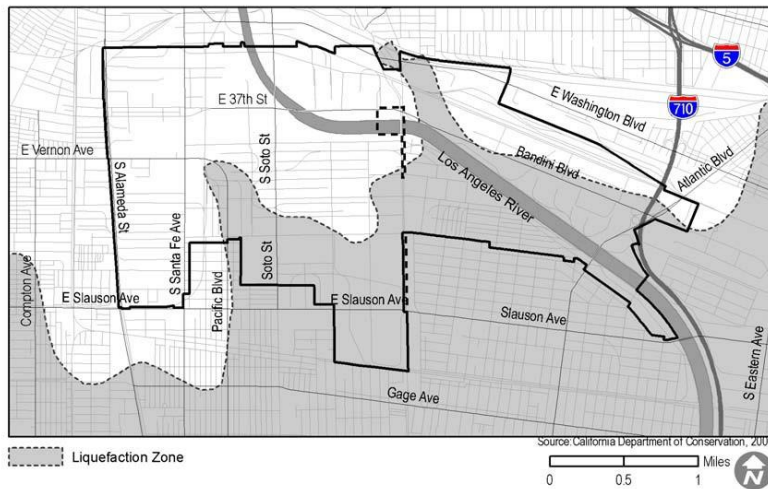 5
710
E 37th St
E Washington Blvd
E Vernon Ave
S Alameda St
S Soto St
Bandini Blvd
Atlantic Blvd
Los Angeles River
S Santa Fe Ave
Compton Ave
Pacific Blvd
Soto St
E Slauson Ave
E Slauson Ave
Slauson Ave
S Eastern Ave
Gage Ave
Source: California Department of Conservation, 200
Liquefaction Zone
Miles
0 0.5 1
N